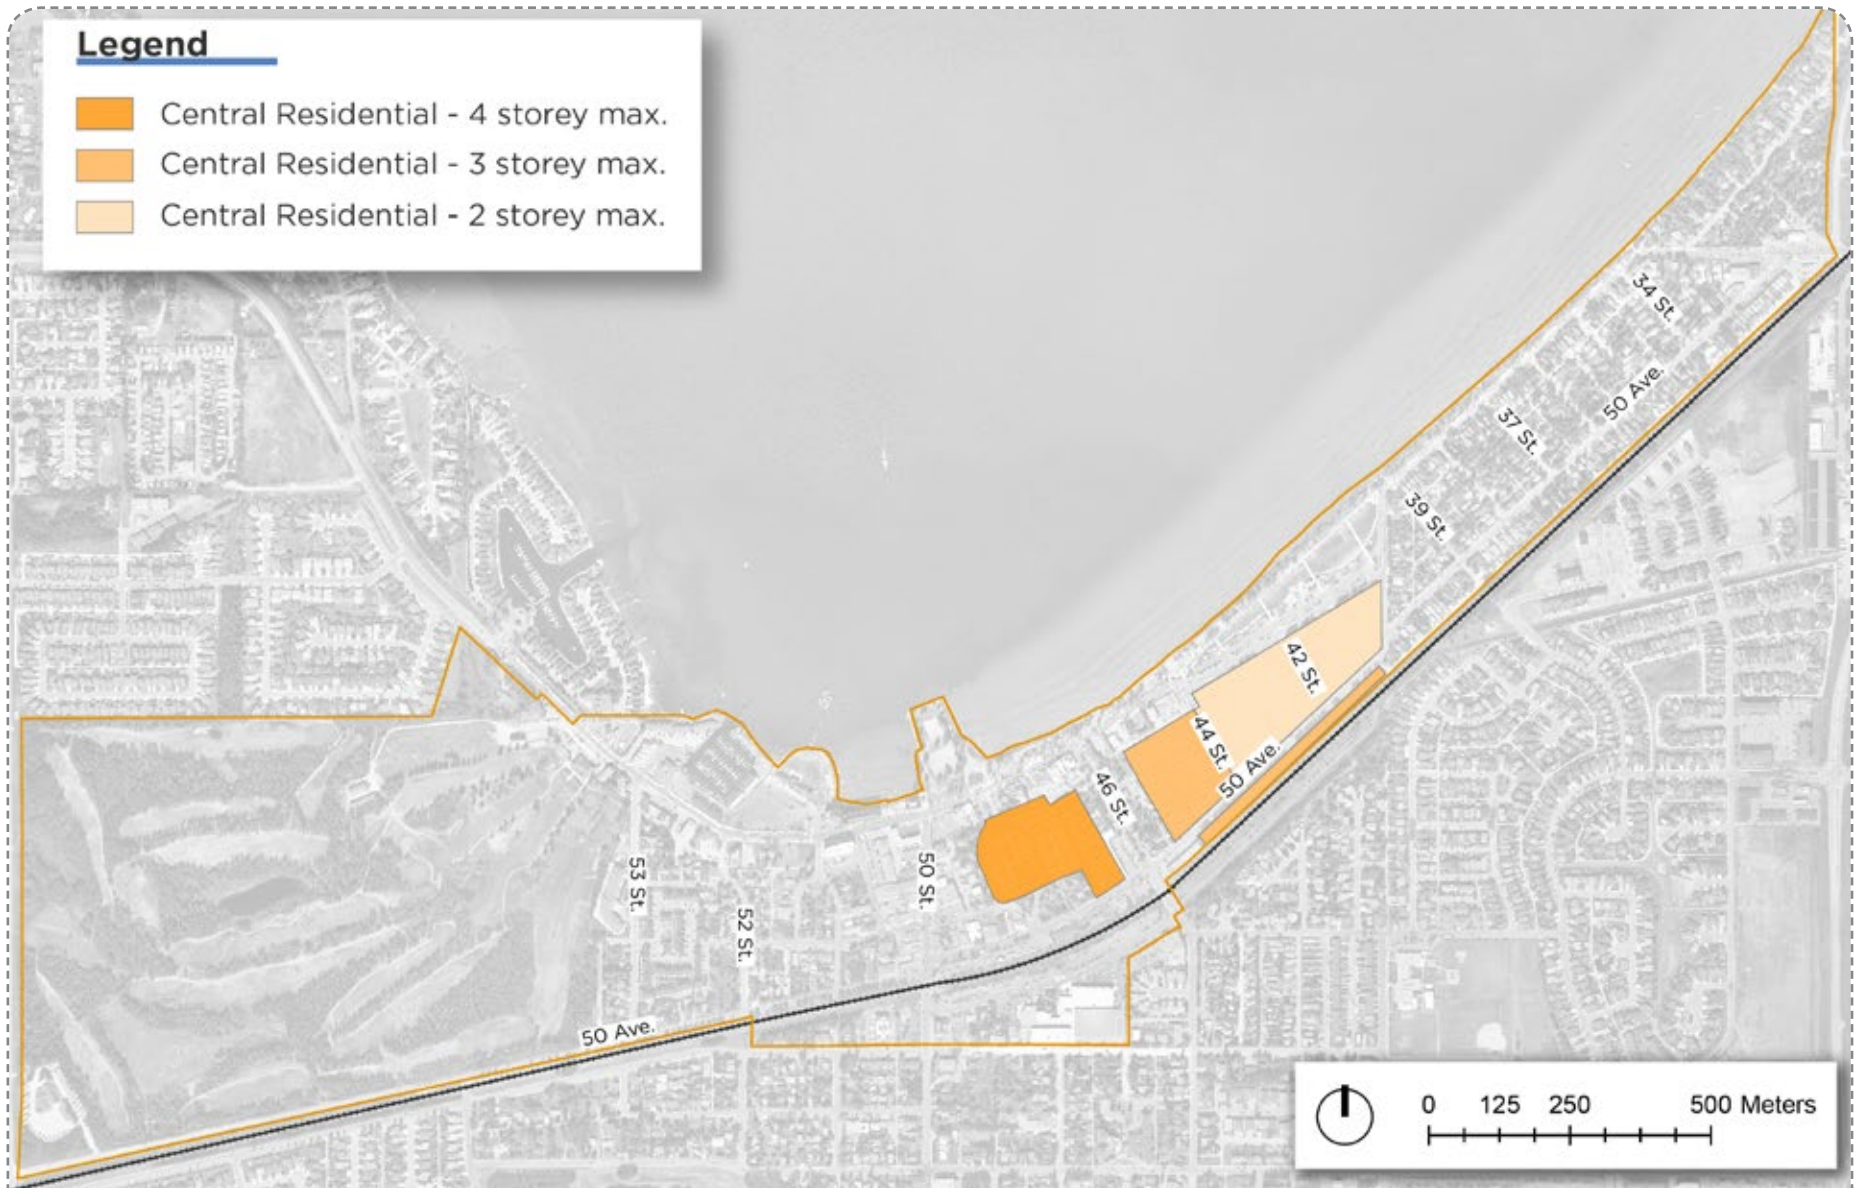 Legend
Central Residential - 4 storey max.
Central Residential - 3 storey max.
Central Residential - 2 storey max.
34 St.
50 Ave.
37 St.
39 St.
42 St.
44 St.
50 Ave.
46 St.
50 St.
53 St.
52 St.
50 Ave.
0 125 250 500 Meters